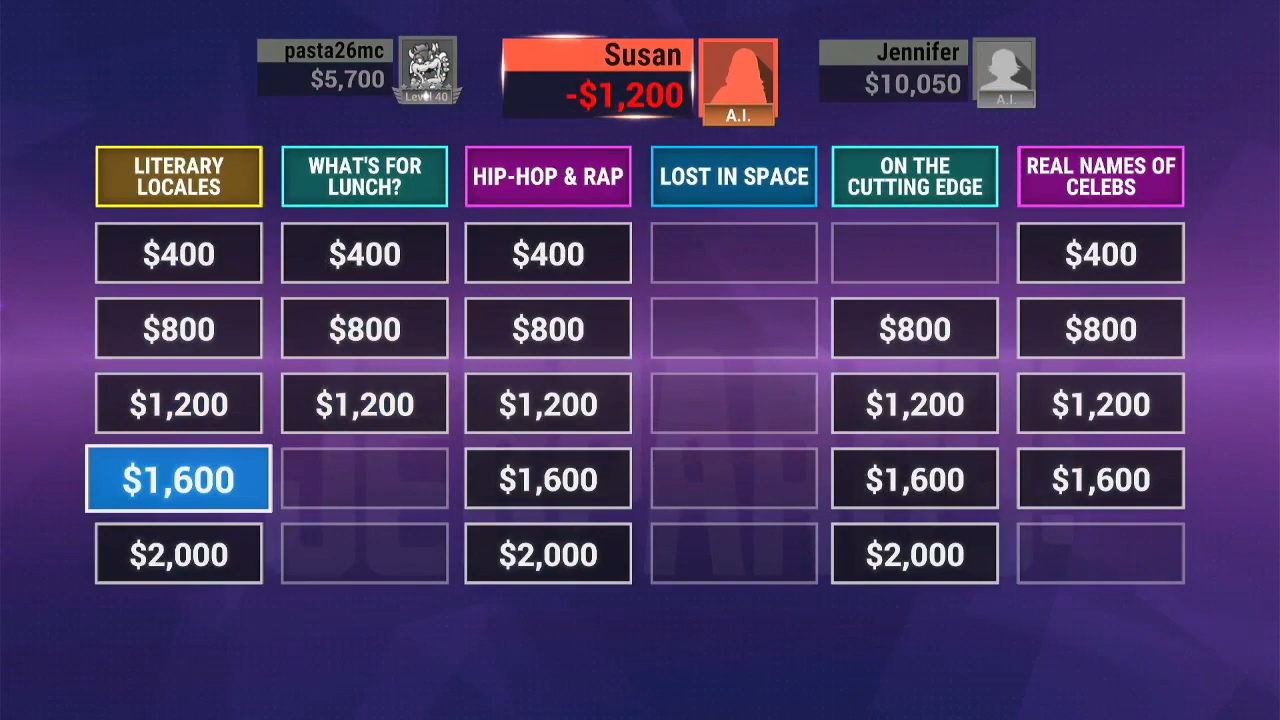 pasta26mc
$5,700
Level 40
Susan
-$1,200
A.I.
Jennifer
$10,050
A.I.
LITERARY
LOCALES
WHAT'S FOR
LUNCH?
HIP-HOP & RAP
LOST IN SPACE
ON THE
CUTTING EDGE
REAL NAMES OF
CELEBS
$400 $400 $400 $400
$800 $800 $800 $800 $800
$1,200 $1,200 $1,200 $1,200 $1,200
$1,600 $1,600 $1,600 $1,600
$2,000 $2,000 $2,000
JEOPARDY!